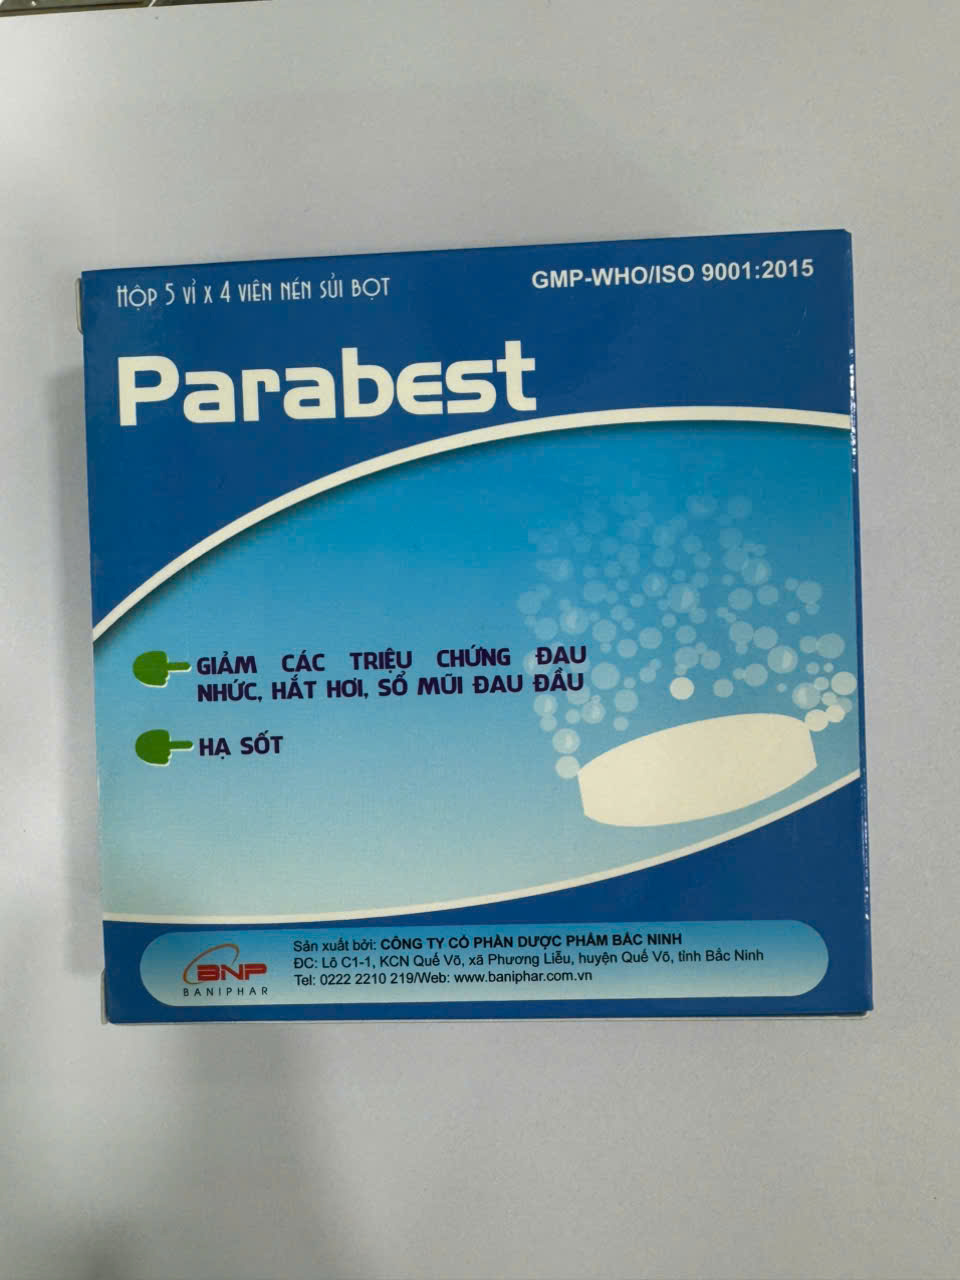 HỘP 5 VỈ X 4 VIÊN NÉN SỦI BỌT
GMP-WHO/ISO 9001:2015
Parabest
GIẢM CÁC TRIỆU CHỨNG ĐAU
NHỨC, HẮT HƠI, SỔ MŨI ĐAU ĐẦU
HẠ SỐT
BNP
BANIPHAR
Sản xuất bởi: CÔNG TY CỔ PHẦN DƯỢC PHẨM BẮC NINH
ĐC: Lô C1-1, KCN Quế Võ, xã Phương Liễu, huyện Quế Võ, tỉnh Bắc Ninh
Tel: 0222 2210 219/Web: www.baniphar.com.vn